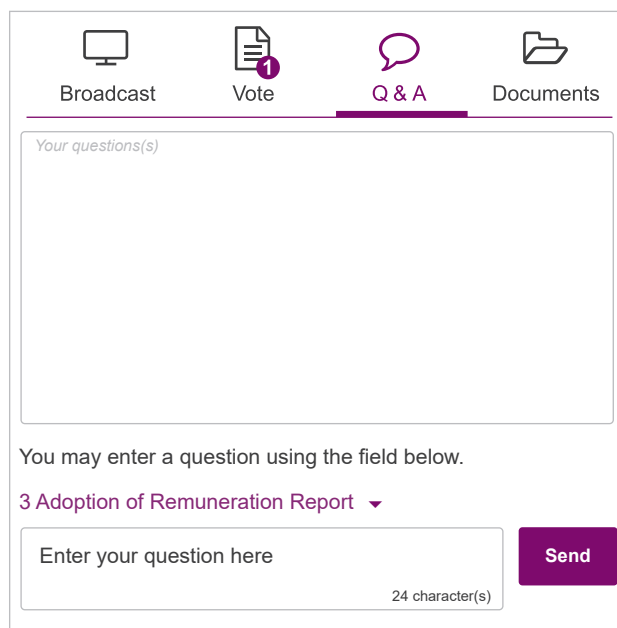 1
Broadcast Vote Q & A Documents
Your questions(s)
You may enter a question using the field below.
3 Adoption of Remuneration Report
Enter your question here
Send
24 character(s)